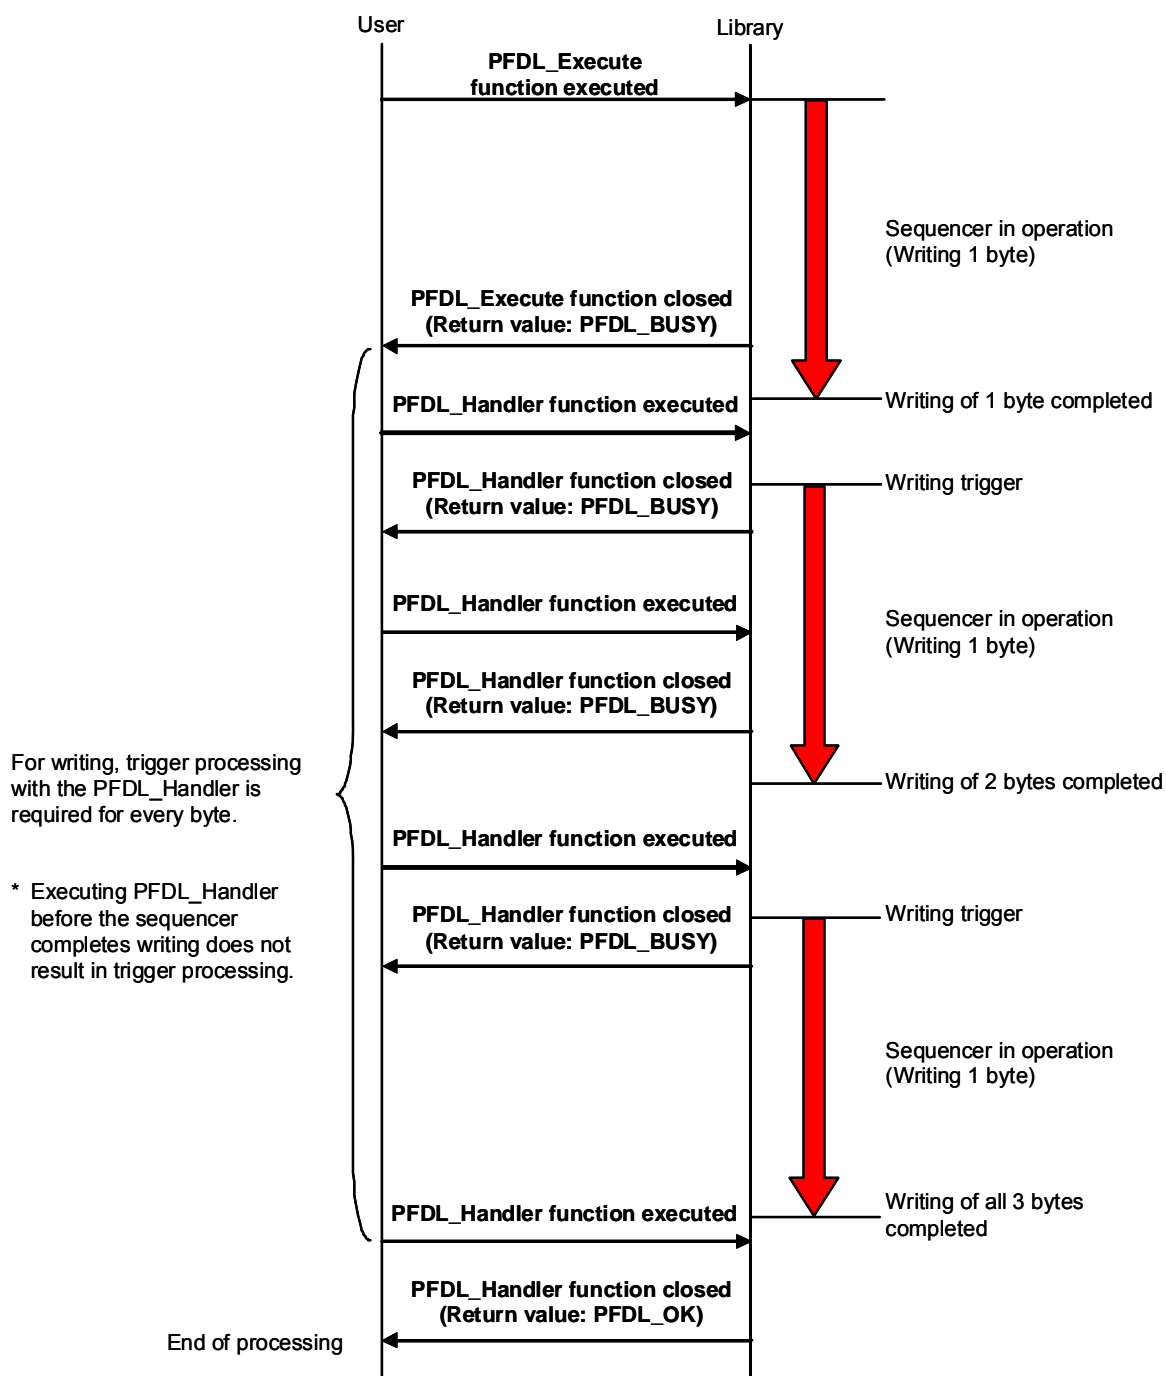 User
Library
PFDL_Execute
function executed
Sequencer in operation
(Writing 1 byte)
PFDL_Execute function closed
(Return value: PFDL_BUSY)
PFDL_Handler function executed
Writing of 1 byte completed
PFDL_Handler function closed
(Return value: PFDL_BUSY)
Writing trigger
PFDL_Handler function executed
Sequencer in operation
(Writing 1 byte)
PFDL_Handler function closed
(Return value: PFDL_BUSY)
For writing, trigger processing
with the PFDL_Handler is
required for every byte.
Writing of 2 bytes completed
PFDL_Handler function executed
* Executing PFDL_Handler
before the sequencer
completes writing does not
result in trigger processing.
PFDL_Handler function closed
(Return value: PFDL_BUSY)
Writing trigger
Sequencer in operation
(Writing 1 byte)
PFDL_Handler function executed
Writing of all 3 bytes
completed
PFDL_Handler function closed
(Return value: PFDL_OK)
End of processing